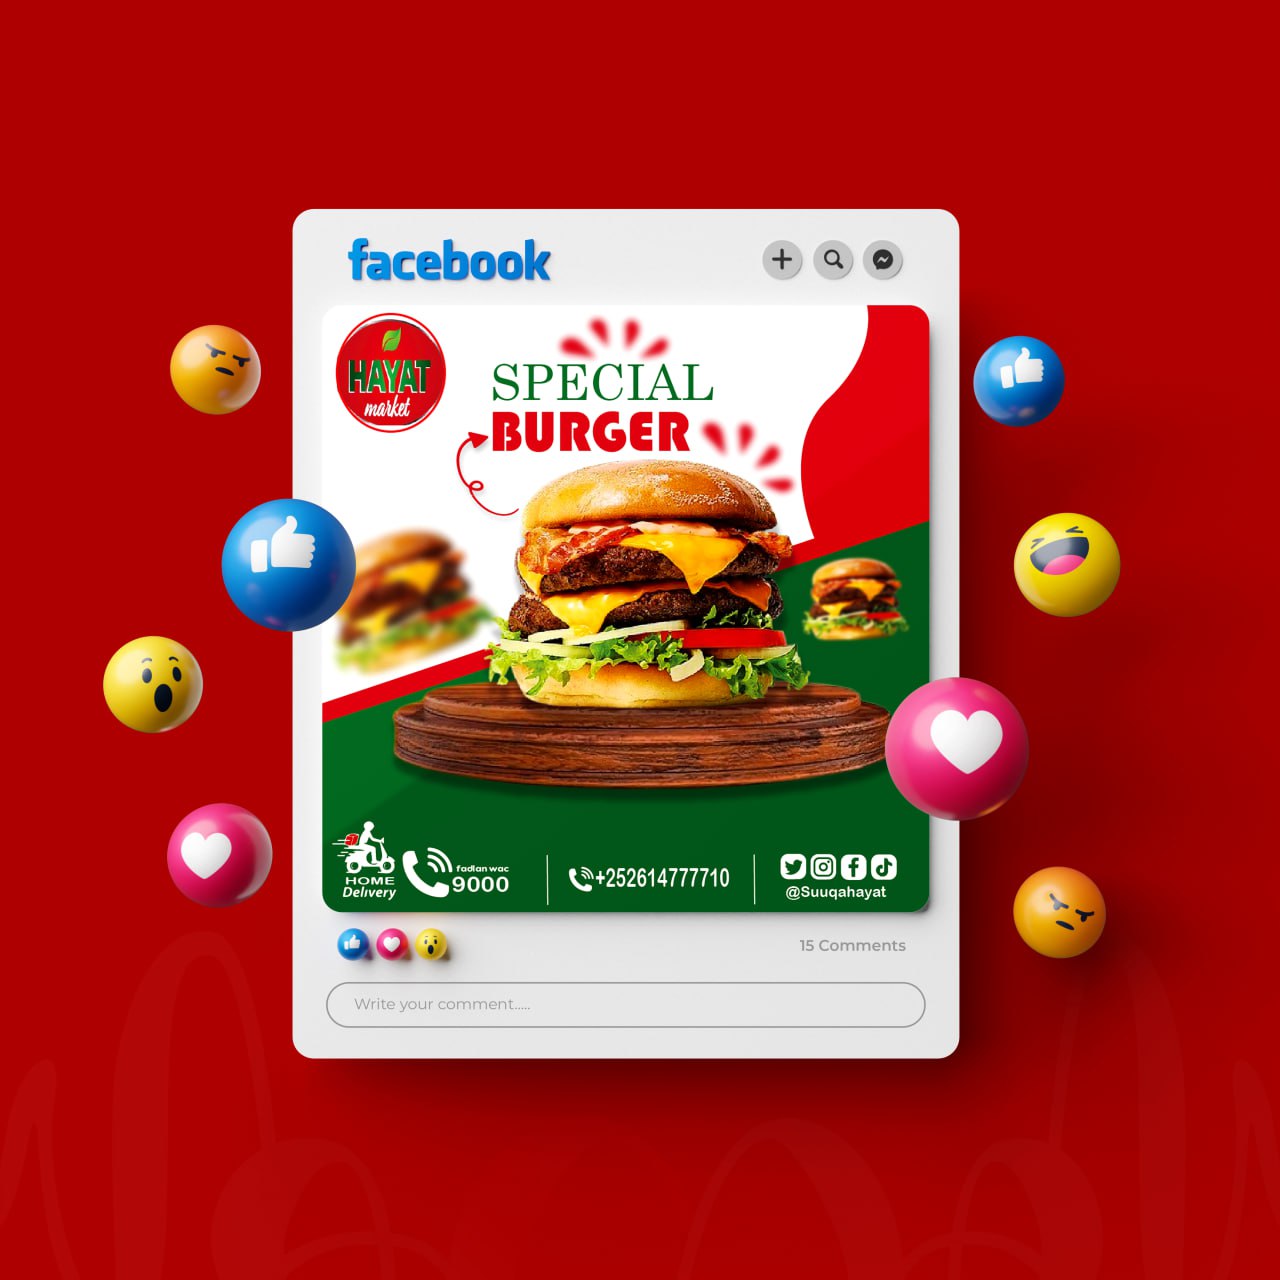 facebook
HAYAT
market
SPECIAL
BURGER
HOME
Delivery
fadlan wac
9000
+252614777710
@Suuqahayat
15 Comments
Write your comment.....